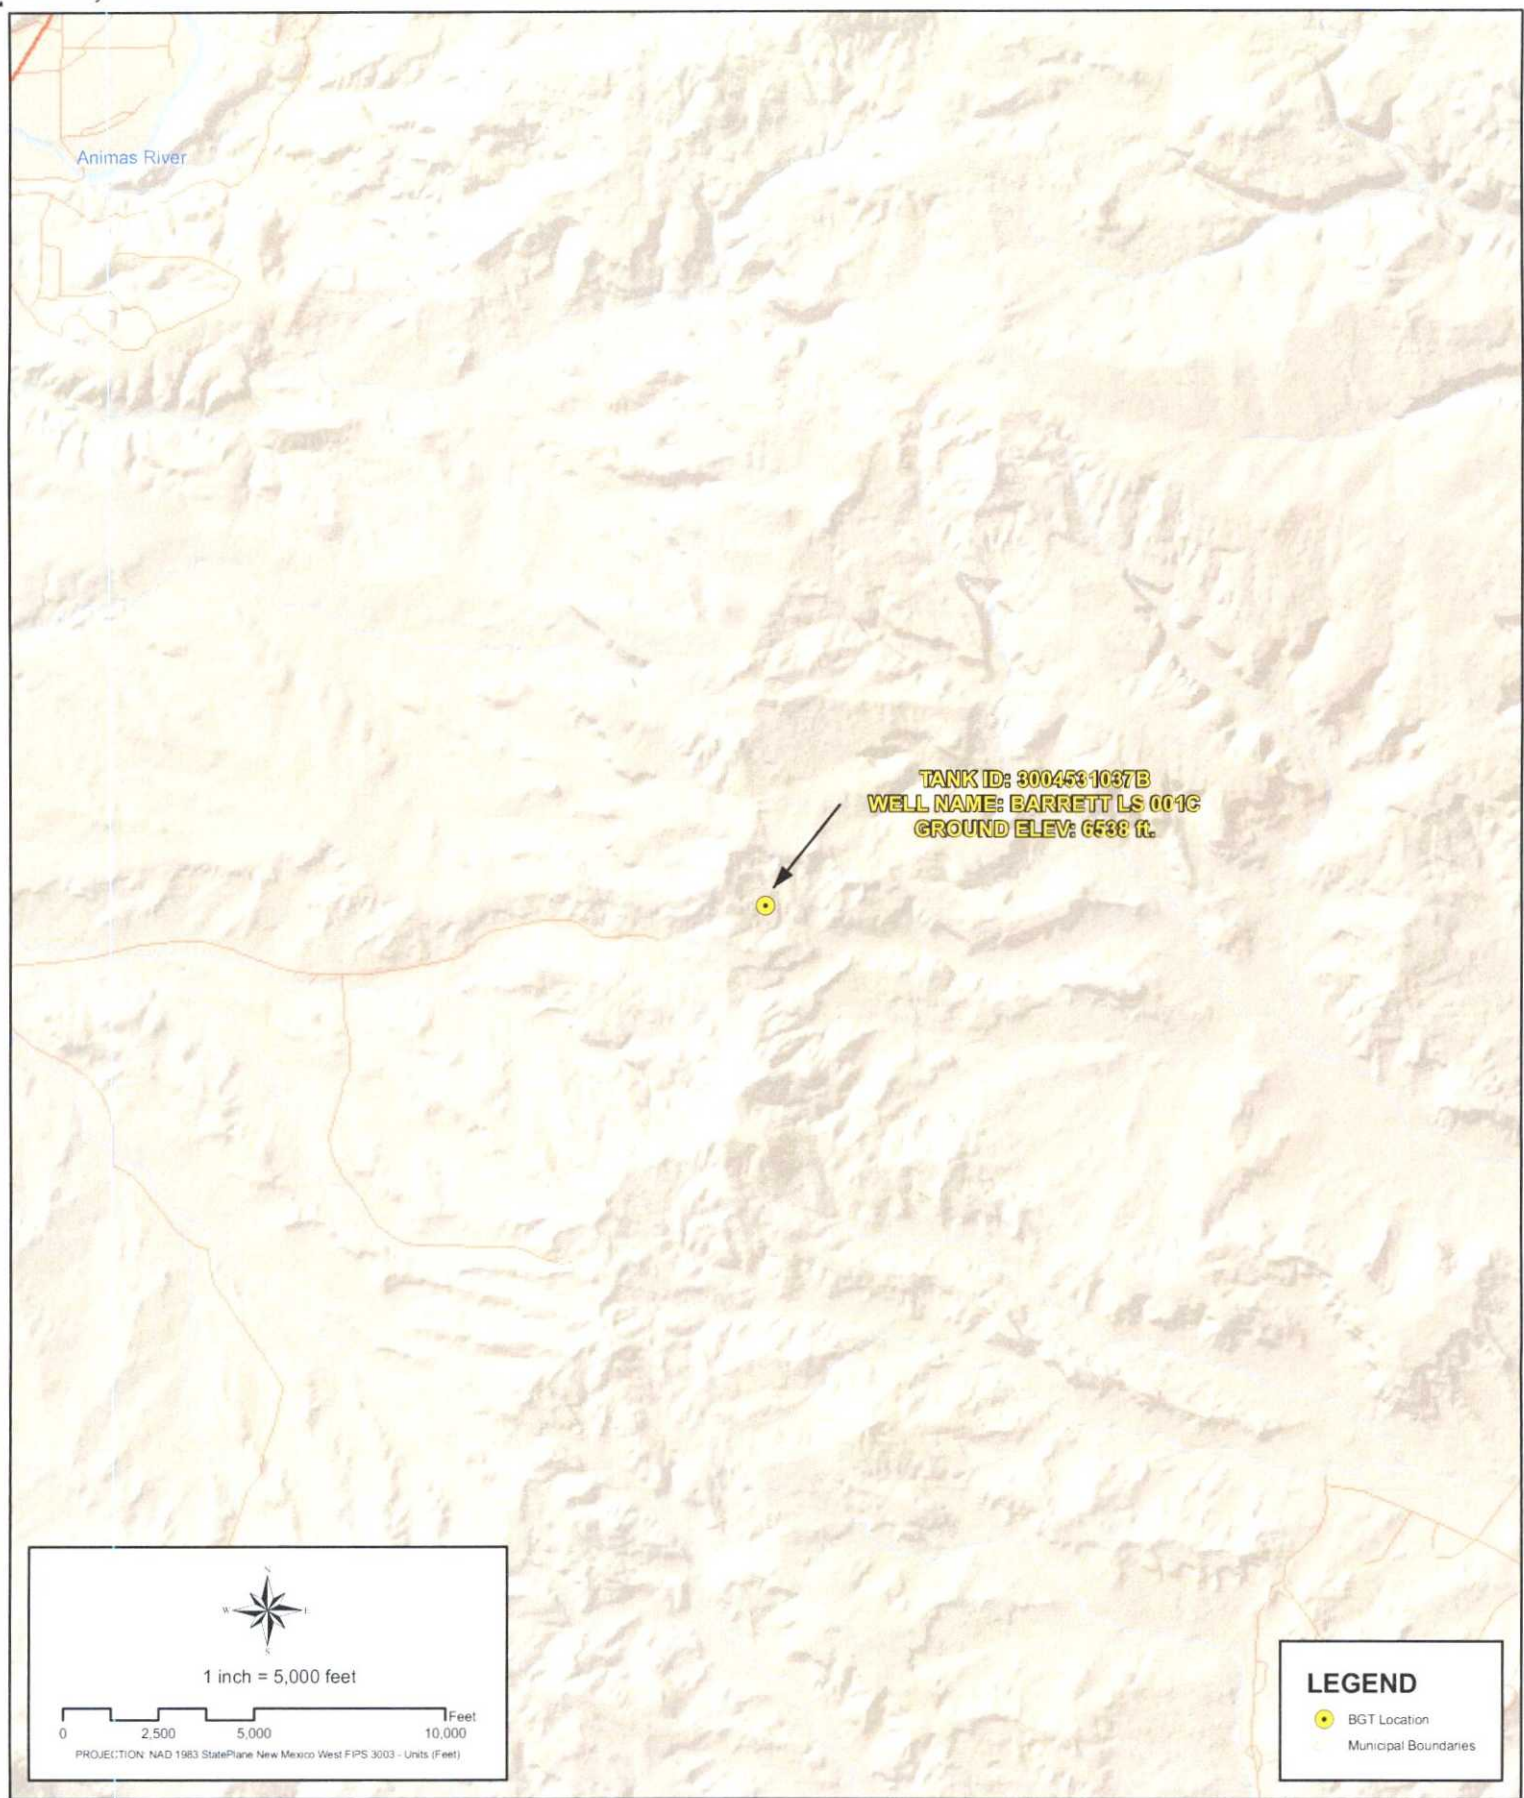 Animas River
TANK ID: 3004531037B
WELL NAME: BARRETT LS 001C
GROUND ELEV: 6538 ft.
N
W E
S
1 inch = 5,000 feet
Feet
0 2,500 5,000 10,000
PROJECTION: NAD 1983 StatePlane New Mexico West FIPS 3003 - Units (Feet)
LEGEND
BGT Location
Municipal Boundaries